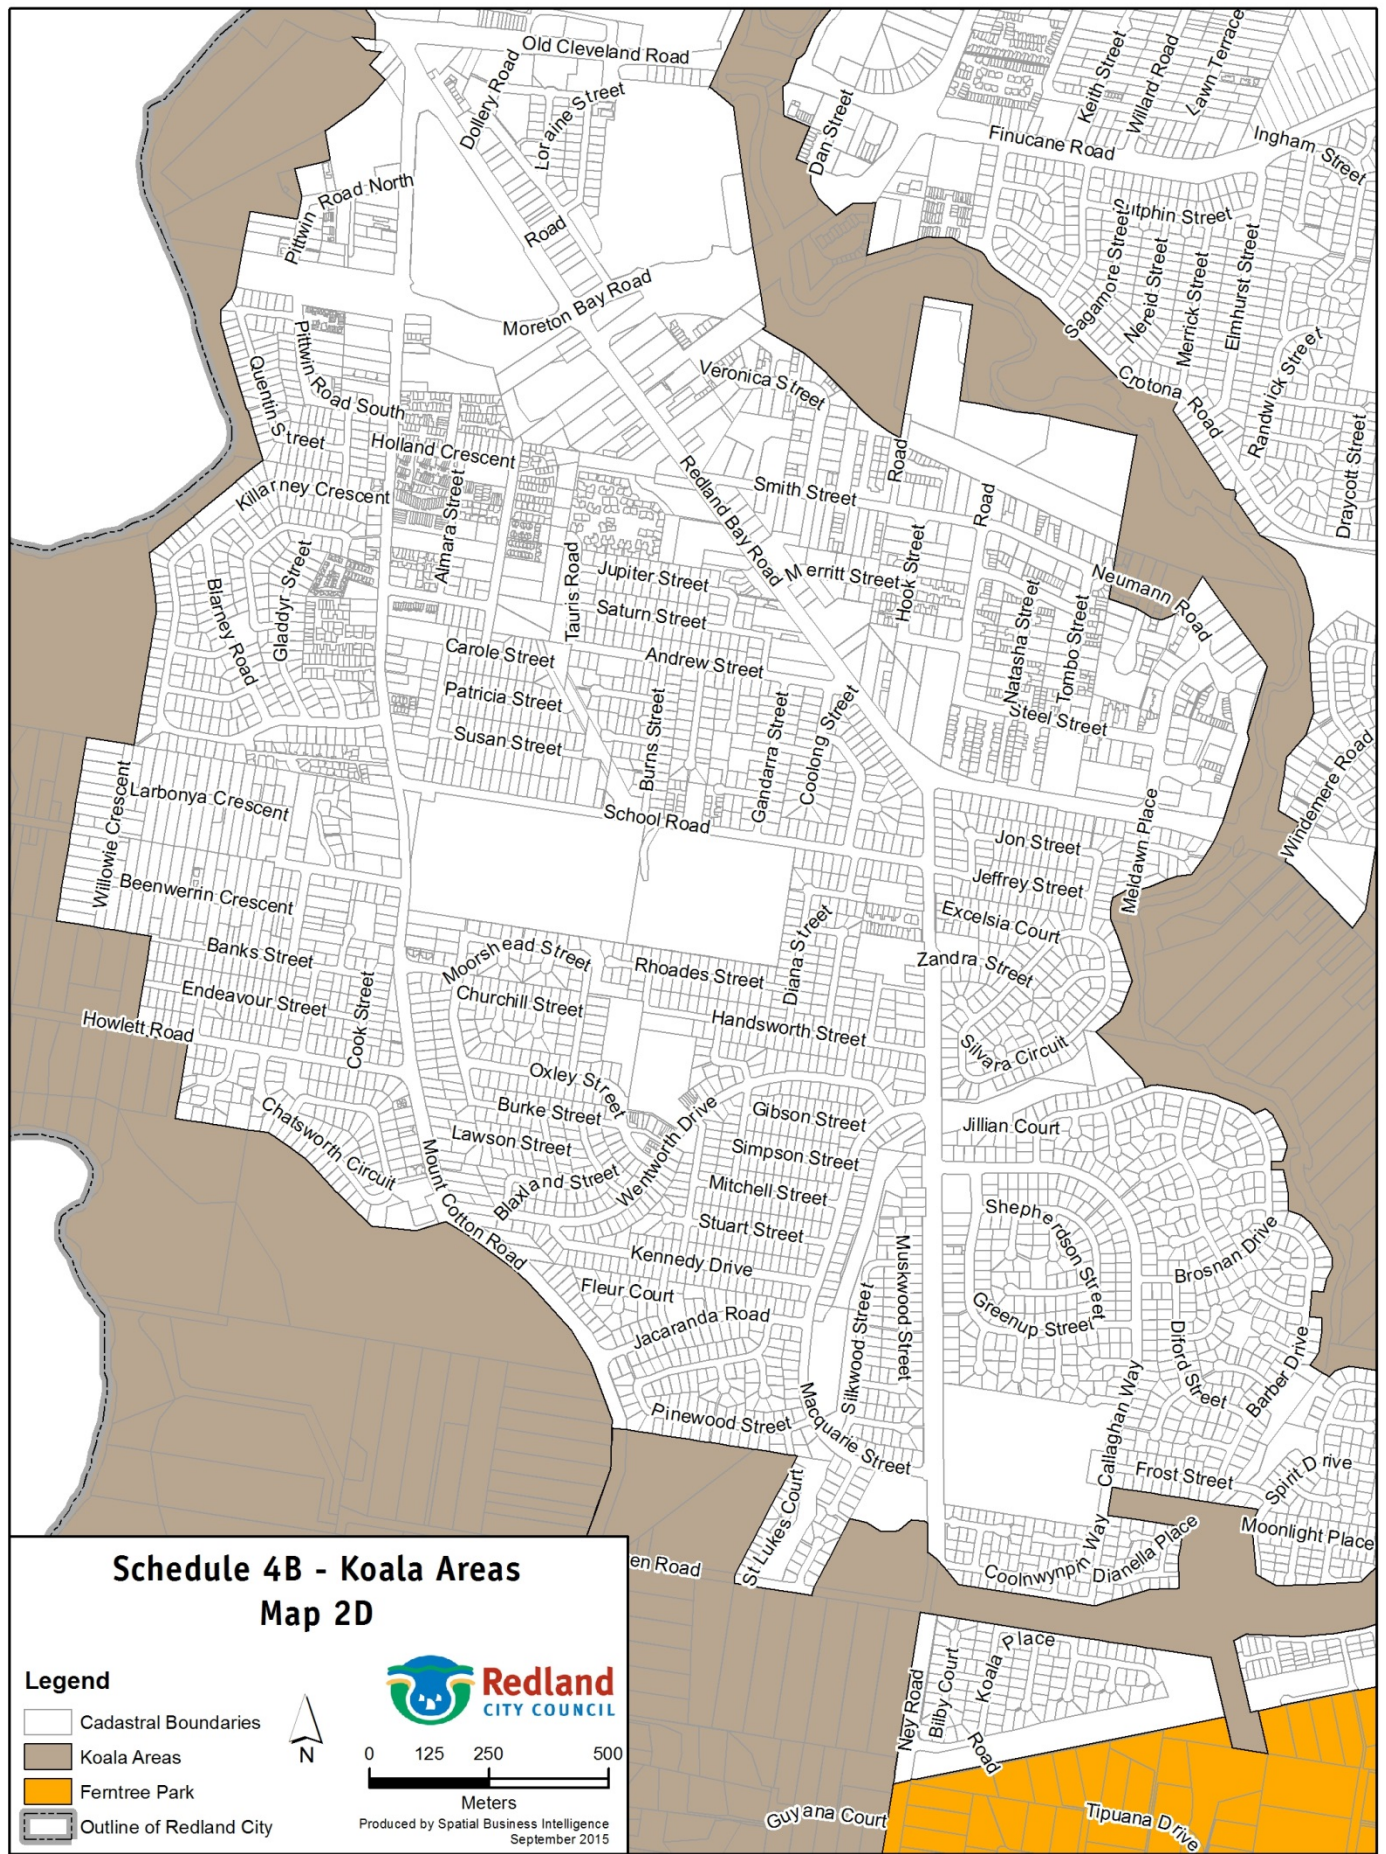 Old Cleveland Road
Dollery Road
Loraine Street
Dan Street
Keith Street
Willard Road
Lawn Terrace
Finucane Road
Ingham Street
Pittwin Road North
Road
Sutphin Street
Sagamore Street
Nereid Street
Merrick Street
Elmhurst Street
Moreton Bay Road
Randwick Street
Crotona Road
Draycott Street
Quentin Street
Pittwin Road South
Veronica Street
Holland Crescent
Killarney Crescent
Almara Street
Redland Bay Road
Smith Street
Road
Road
Gladdyr Street
Blarney Road
Tauris Road
Jupiter Street
Saturn Street
Merritt Street
Hook Street
Neumann Road
Natasha Street
Tombo Street
Carole Street
Andrew Street
Patricia Street
Susan Street
Burns Street
Gandarra Street
Coolong Street
Steel Street
Windemere Road
Willowie Crescent
Larbonya Crescent
School Road
Jon Street
Meldawn Place
Beenwerrin Crescent
Jeffrey Street
Excelsia Court
Banks Street
Moorshead Street
Rhoades Street
Diana Street
Zandra Street
Endeavour Street
Cook Street
Churchill Street
Howlett Road
Handsworth Street
Silvara Circuit
Oxley Street
Burke Street
Lawson Street
Gibson Street
Jillian Court
Chatsworth Circuit
Mount Cotton Road
Blaxland Street
Wentworth Drive
Simpson Street
Mitchell Street
Stuart Street
Shepherdson Street
Brosnan Drive
Kennedy Drive
Fleur Court
Muskwood Street
Jacaranda Road
Silkwood Street
Greenup Street
Diford Street
Barber Drive
Pinewood Street
Macquarie Street
Callaghan Way
Frost Street
Spirit Drive
St Lukes Court
Moonlight Place
en Road
Coolnwynpin Way
Dianella Place
Schedule 4B - Koala Areas
Map 2D
Legend
Cadastral Boundaries
Koala Areas
Ferntree Park
Outline of Redland City
N
Redland
CITY COUNCIL
0 125 250 500
Meters
Produced by Spatial Business Intelligence
September 2015
Ney Road
Bilby Court
Koala Place
Road
Guyana Court
Tipuana Drive